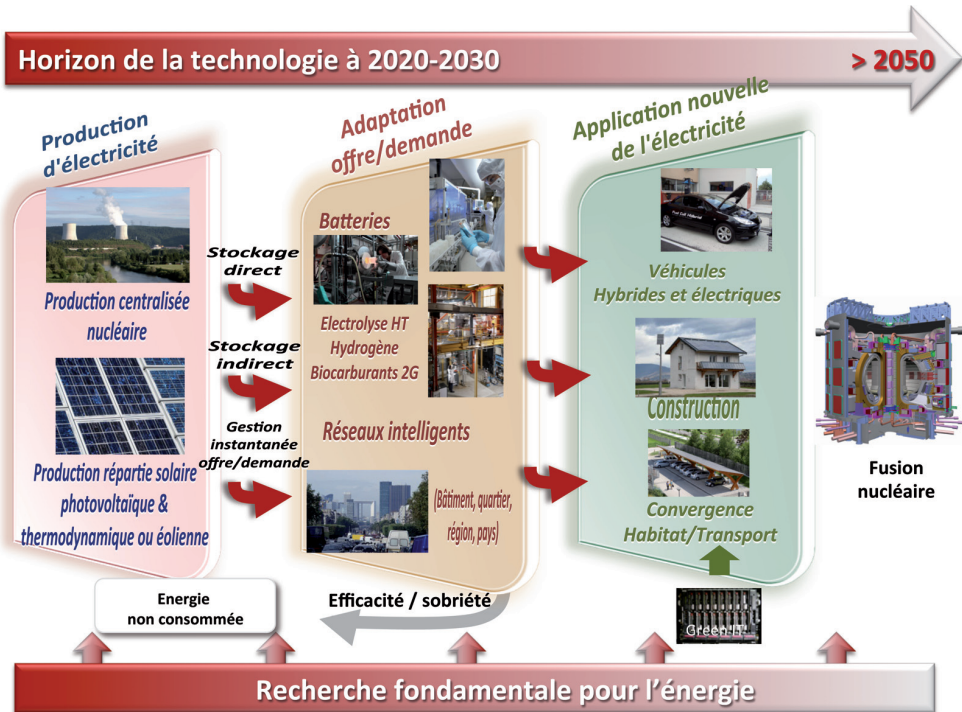 Horizon de la technologie à 2020-2030
> 2050
Production
d'électricité
Production centralisée
nucléaire
Production répartie solaire
photovoltaïque &
thermodynamique ou éolienne
Stockage
direct
Stockage
indirect
Gestion
instantanée
offre/demande
Adaptation
offre/demande
Batteries
Electrolyse HT
Hydrogène
Biocarburants 2G
Réseaux intelligents
(Bâtiment, quartier,
région, pays)
Application nouvelle
de l'électricité
Véhicules
Hybrides et électriques
Construction
Convergence
Habitat/Transport
Green IT
Fusion
nucléaire
Energie
non consommée
Efficacité / sobriété
Recherche fondamentale pour l'énergie